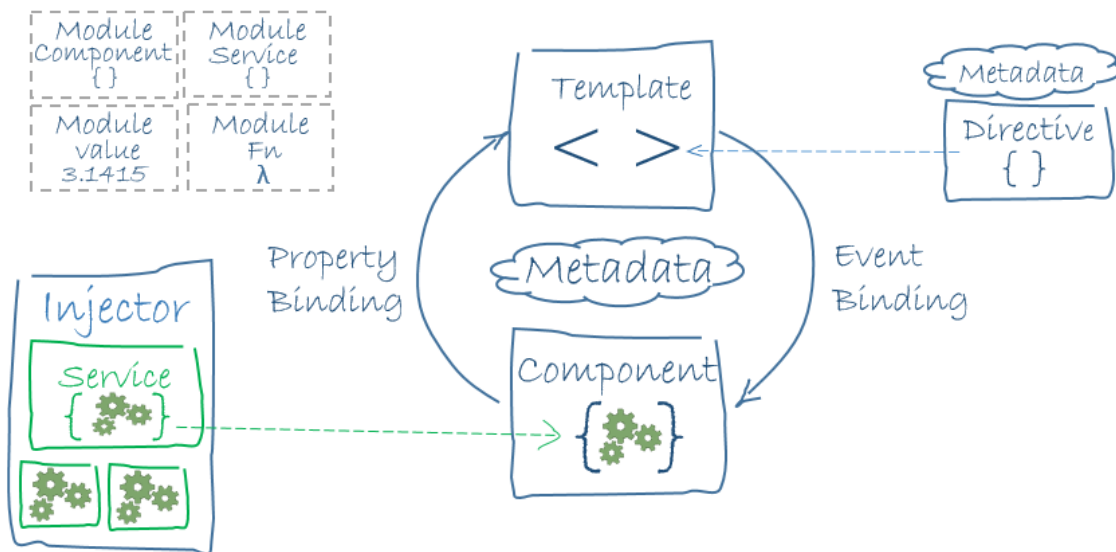 Module
Component
{ }
Module
Service
{ }
Module
value
3.1415
Module
Fn
λ
Template
< >
Metadata
Directive
{ }
Property
Binding
Metadata
Event
Binding
Injector
Service
{ }
Component
{ }